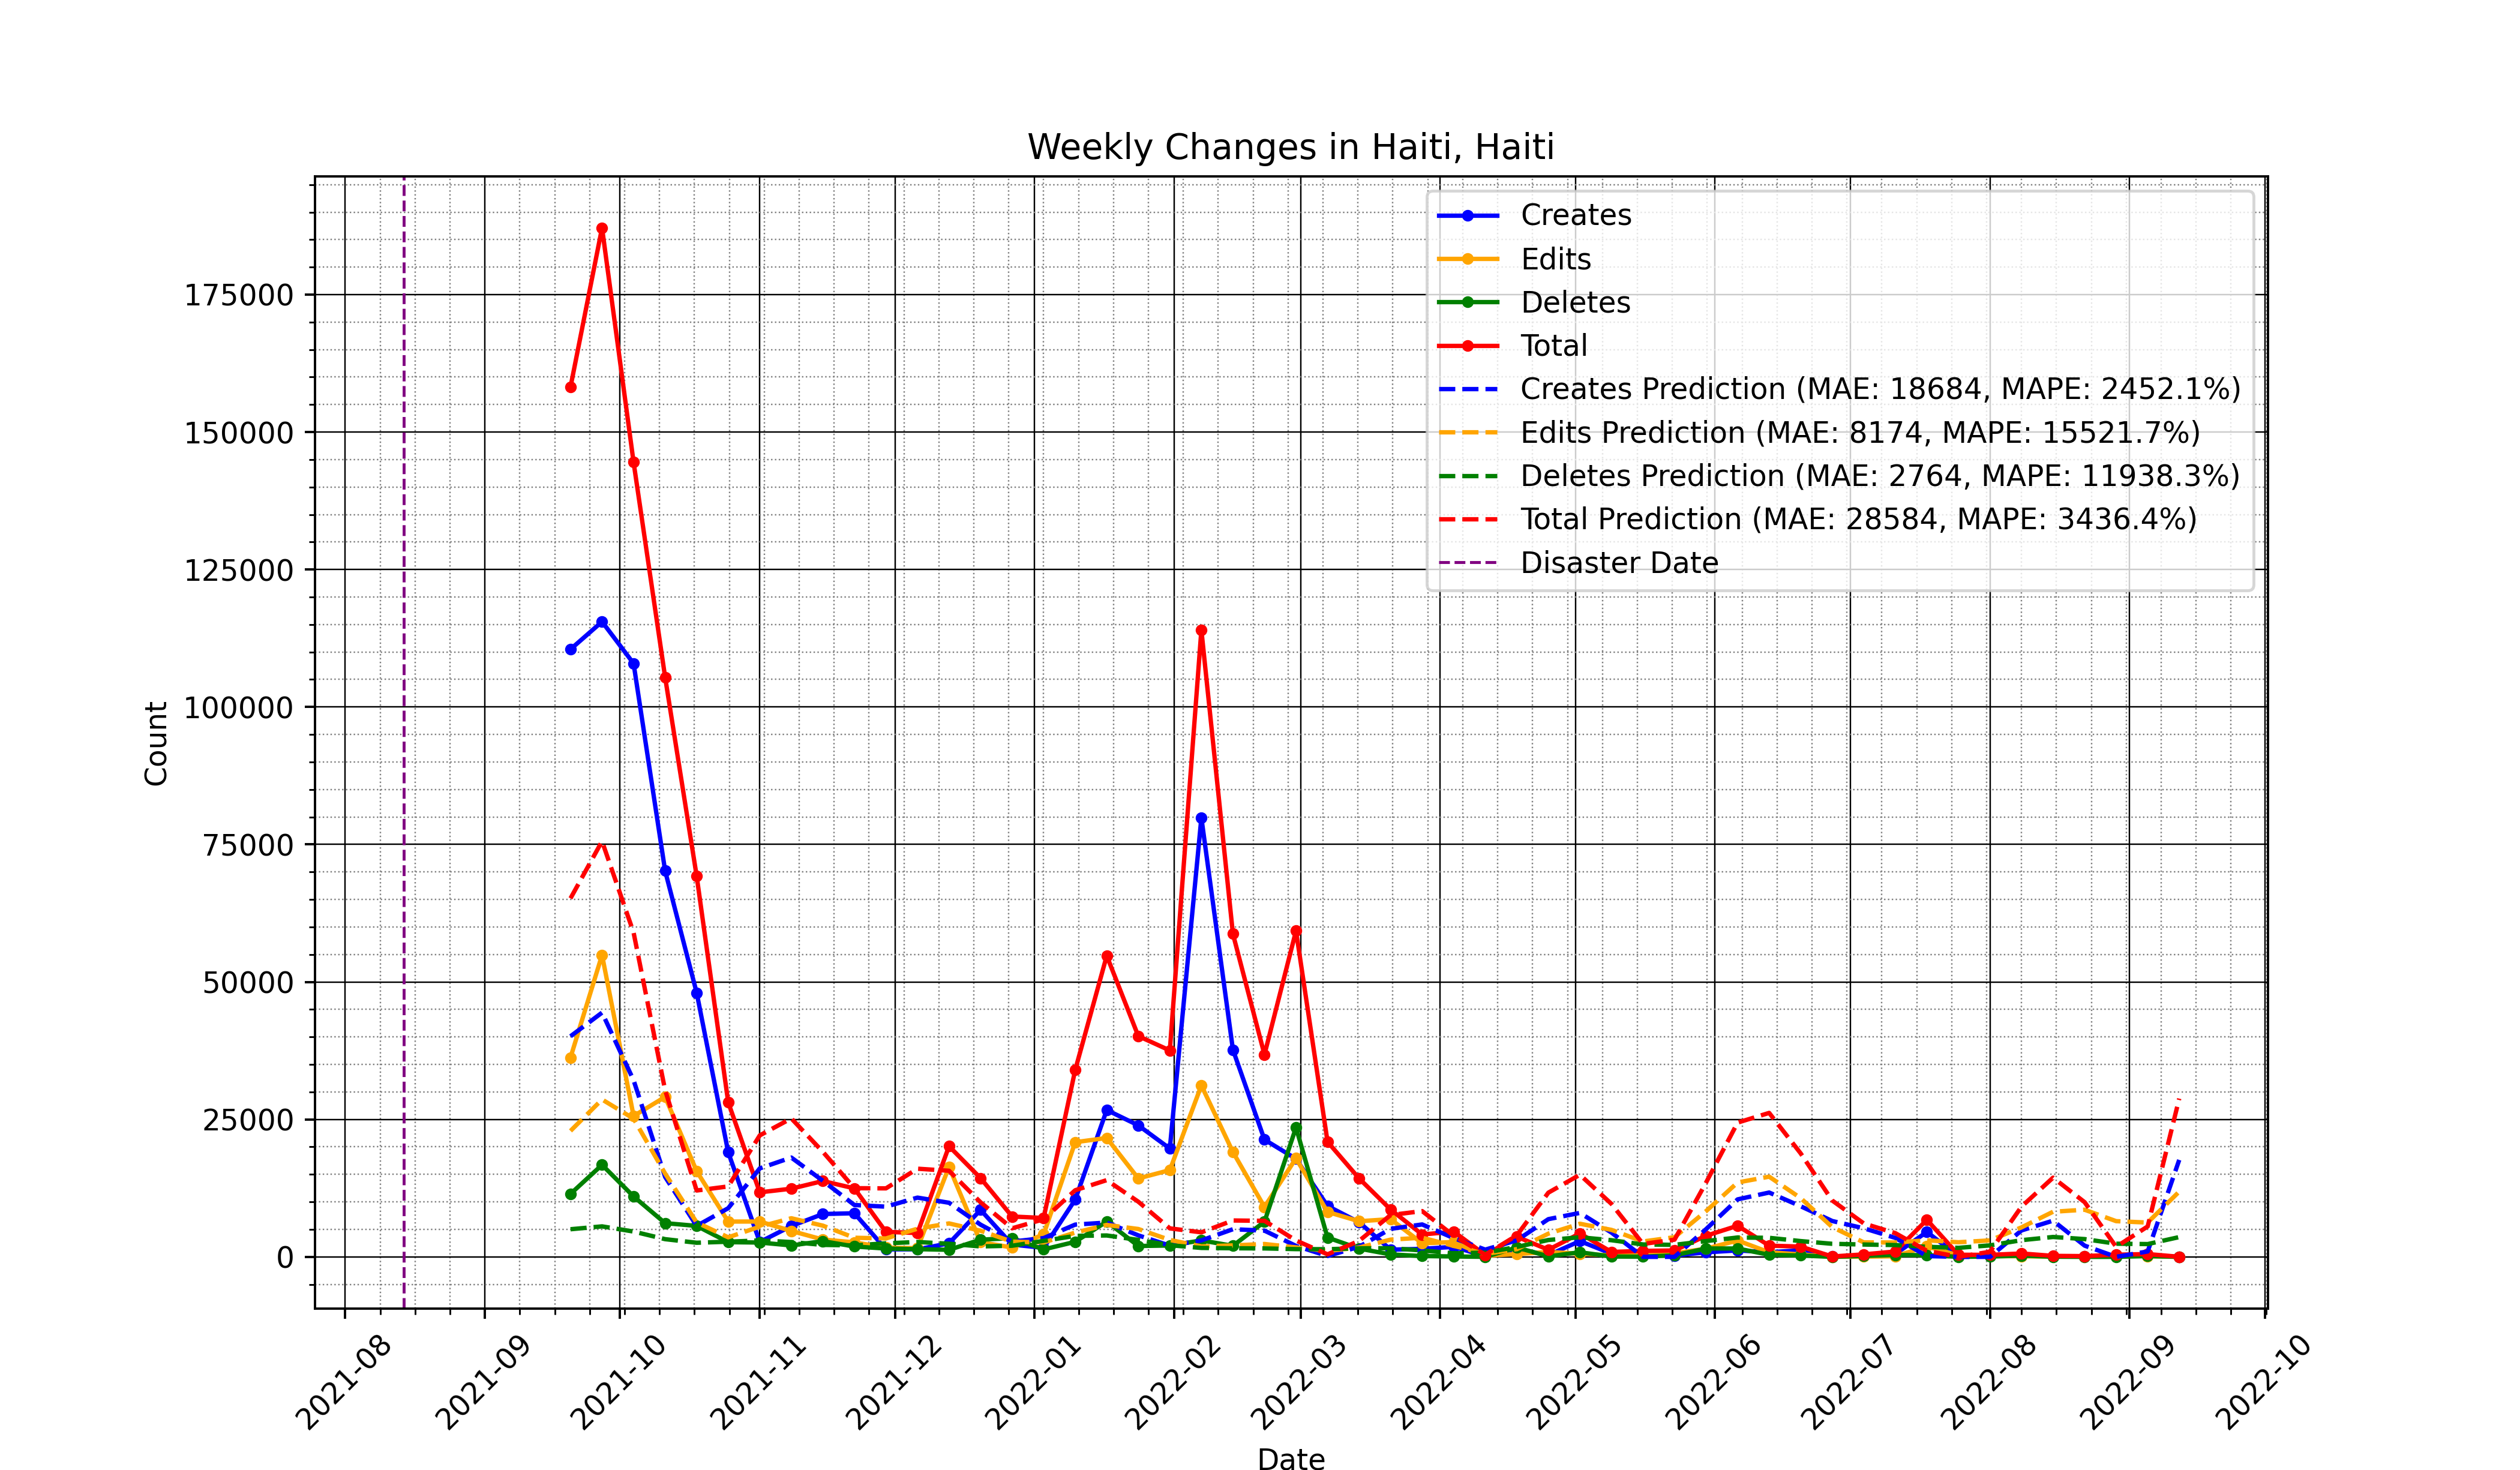 Weekly Changes in Haiti, Haiti
Creates
Edits
Deletes
Total
Creates Prediction (MAE: 18684, MAPE: 2452.1%)
Edits Prediction (MAE: 8174, MAPE: 15521.7%)
Deletes Prediction (MAE: 2764, MAPE: 11938.3%)
Total Prediction (MAE: 28584, MAPE: 3436.4%)
Disaster Date
Count
175000
150000
125000
100000
75000
50000
25000
0
2021-08
2021-09
2021-10
2021-11
2021-12
2022-01
2022-02
2022-03
2022-04
2022-05
2022-06
2022-07
2022-08
2022-09
2022-10
Date